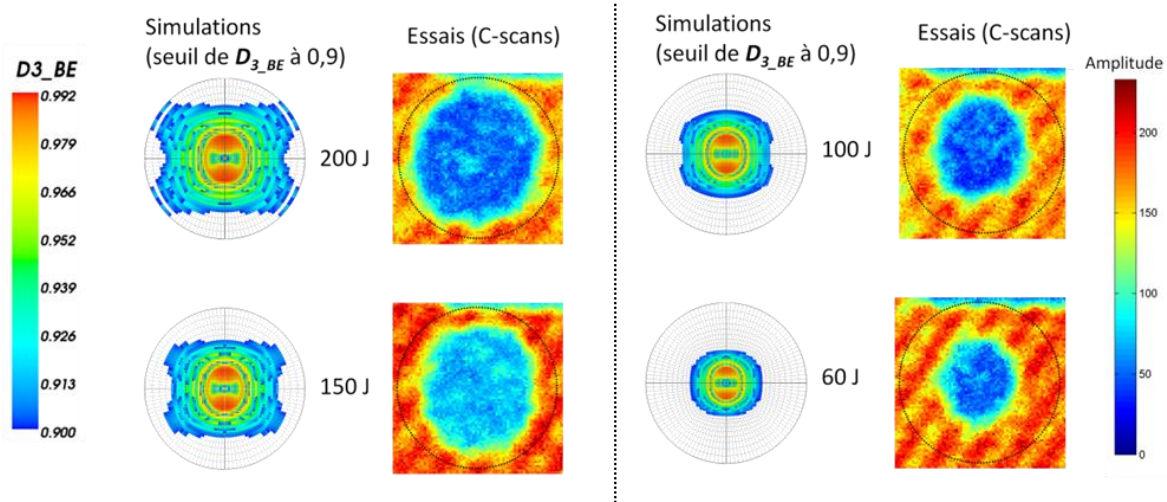 Simulations
(seuil de D3_BE à 0,9)
Essais (C-scans)
D3_BE
0.992
0.979
0.966
0.952
0.939
0.926
0.913
0.900
200 J
150 J
Simulations
(seuil de D3_BE à 0,9)
Essais (C-scans)
Amplitude
100 J
60 J
200
150
100
50
0